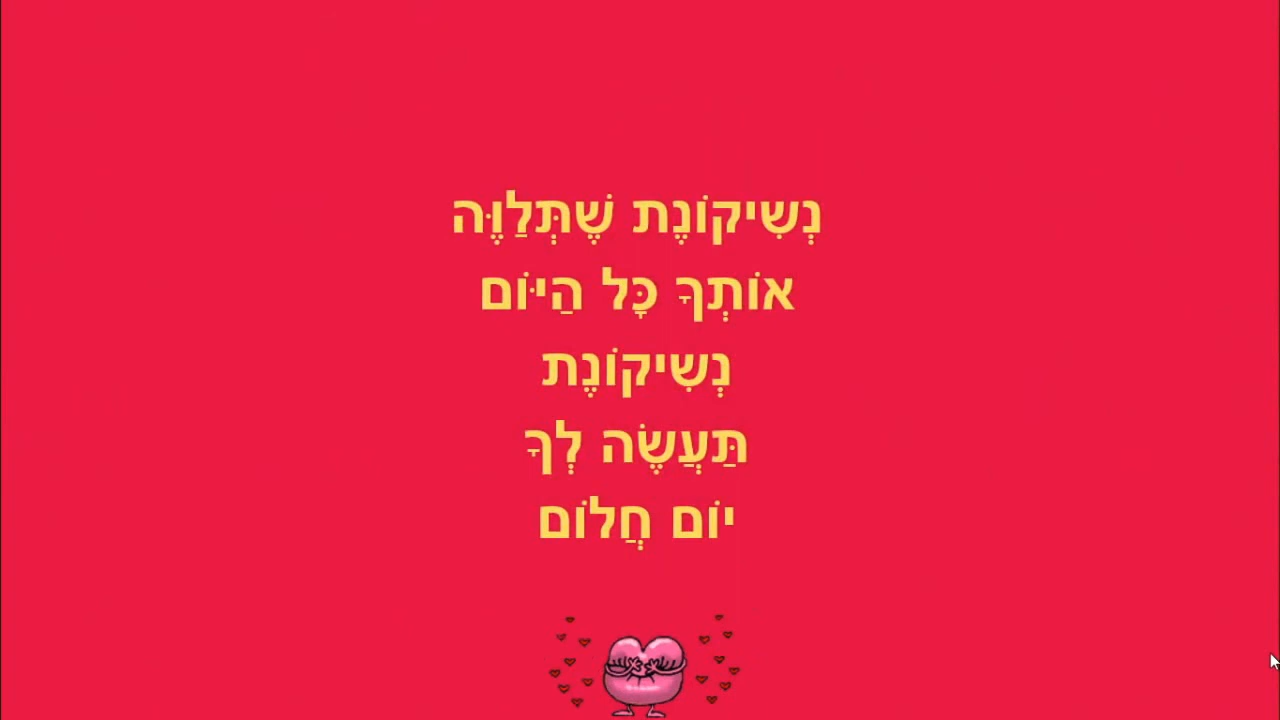 נְשִׁיקוֹנֶת שֶׁתְּלַוֶּה
אוֹתְךָ כָּל הַיּוֹם
נְשִׁיקוֹנֶת
תַּעֲשֶׂה לְךָ
יוֹם חֲלוֹם